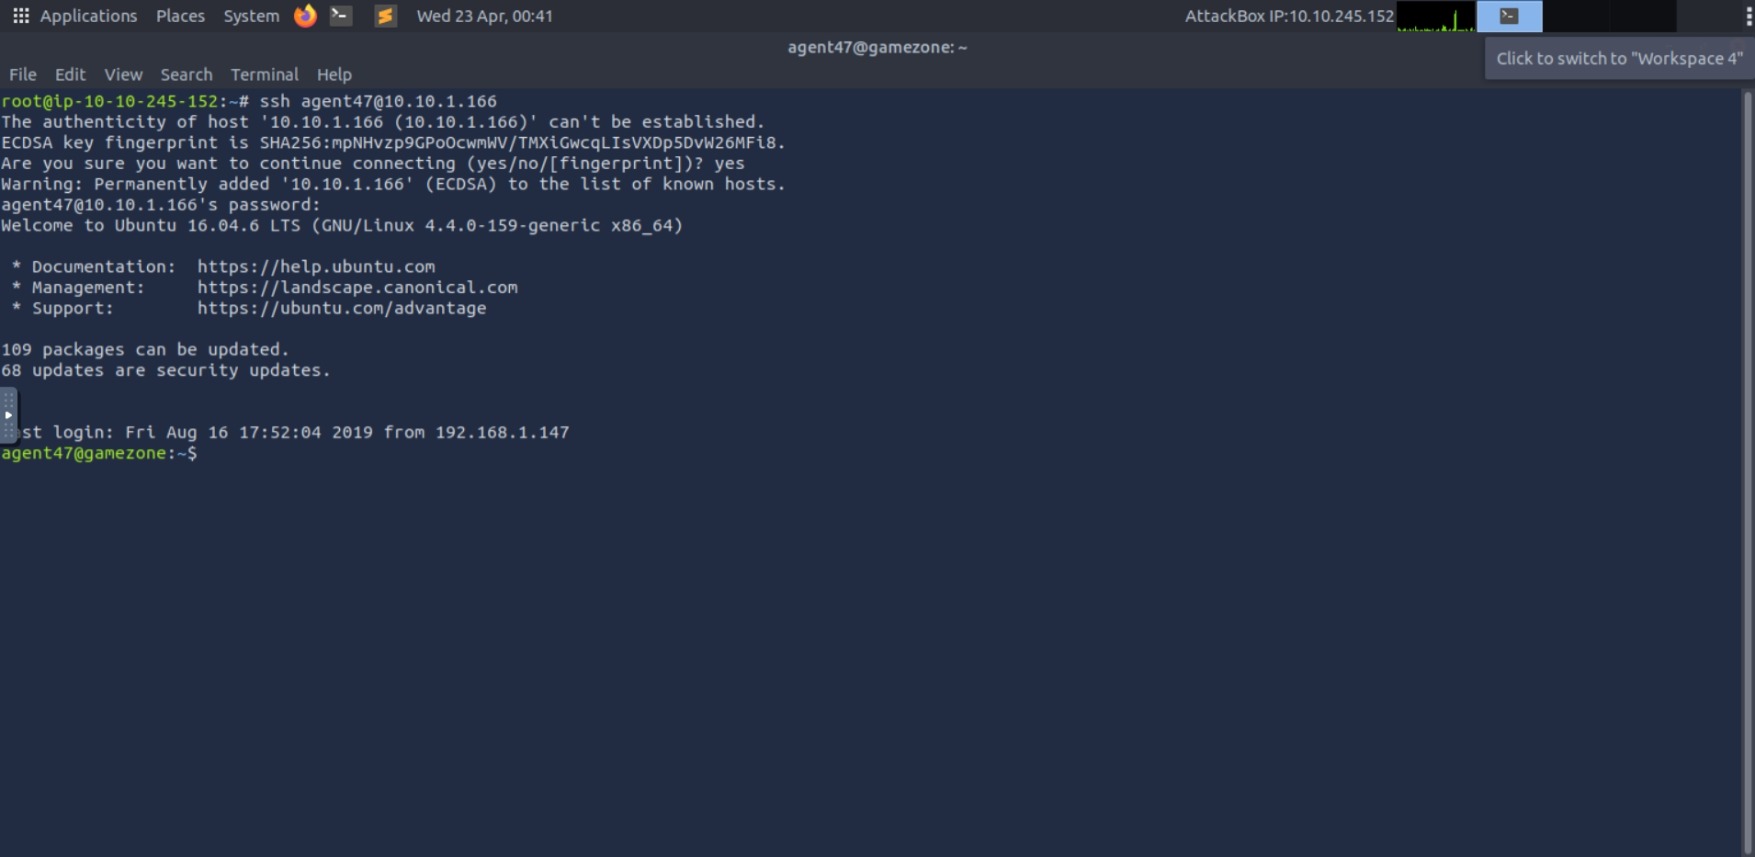 Applications Places System Wed 23 Apr, 00:41 AttackBox IP:10.10.245.152
agent47@gamezone: ~
Click to switch to "Workspace 4"
File Edit View Search Terminal Help
root@ip-10-10-245-152:~# ssh agent47@10.10.1.166
The authenticity of host '10.10.1.166 (10.10.1.166)' can't be established.
ECDSA key fingerprint is SHA256:mpNHvzp9GPoOcwmWV/TMXiGwcqLIsVXDp5DvW26MFi8.
Are you sure you want to continue connecting (yes/no/[fingerprint])? yes
Warning: Permanently added '10.10.1.166' (ECDSA) to the list of known hosts.
agent47@10.10.1.166's password:
Welcome to Ubuntu 16.04.6 LTS (GNU/Linux 4.4.0-159-generic x86_64)
* Documentation: https://help.ubuntu.com
* Management: https://landscape.canonical.com
* Support: https://ubuntu.com/advantage
109 packages can be updated.
68 updates are security updates.
st login: Fri Aug 16 17:52:04 2019 from 192.168.1.147
agent47@gamezone:~$